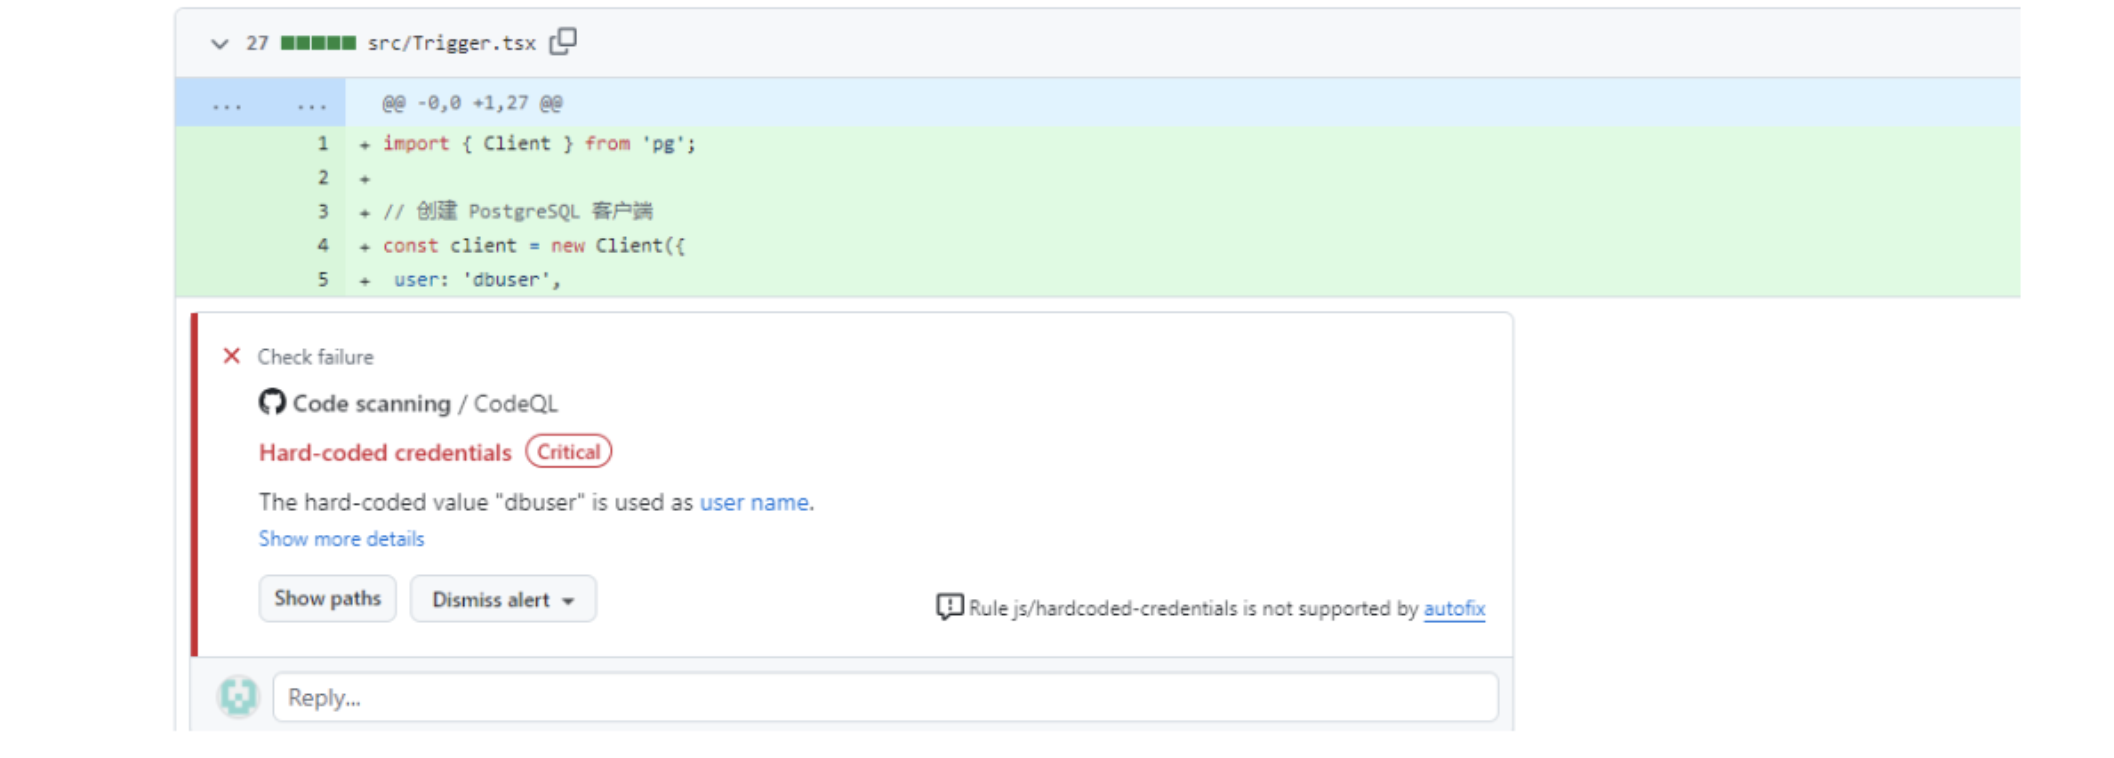 27 src/Trigger.tsx
... ... @@ -0,0 +1,27 @@
1 + import { Client } from 'pg';
2 +
3 + // 创建 PostgreSQL 客户端
4 + const client = new Client({
5 + user: 'dbuser',
Check failure
Code scanning / CodeQL
Hard-coded credentials Critical
The hard-coded value "dbuser" is used as user name.
Show more details
Show paths Dismiss alert Rule js/hardcoded-credentials is not supported by autofix
Reply...